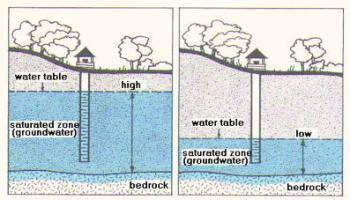 water table
high
saturated zone
(groundwater)
bedrock
water table
low
saturated zone
(groundwater)
bedrock